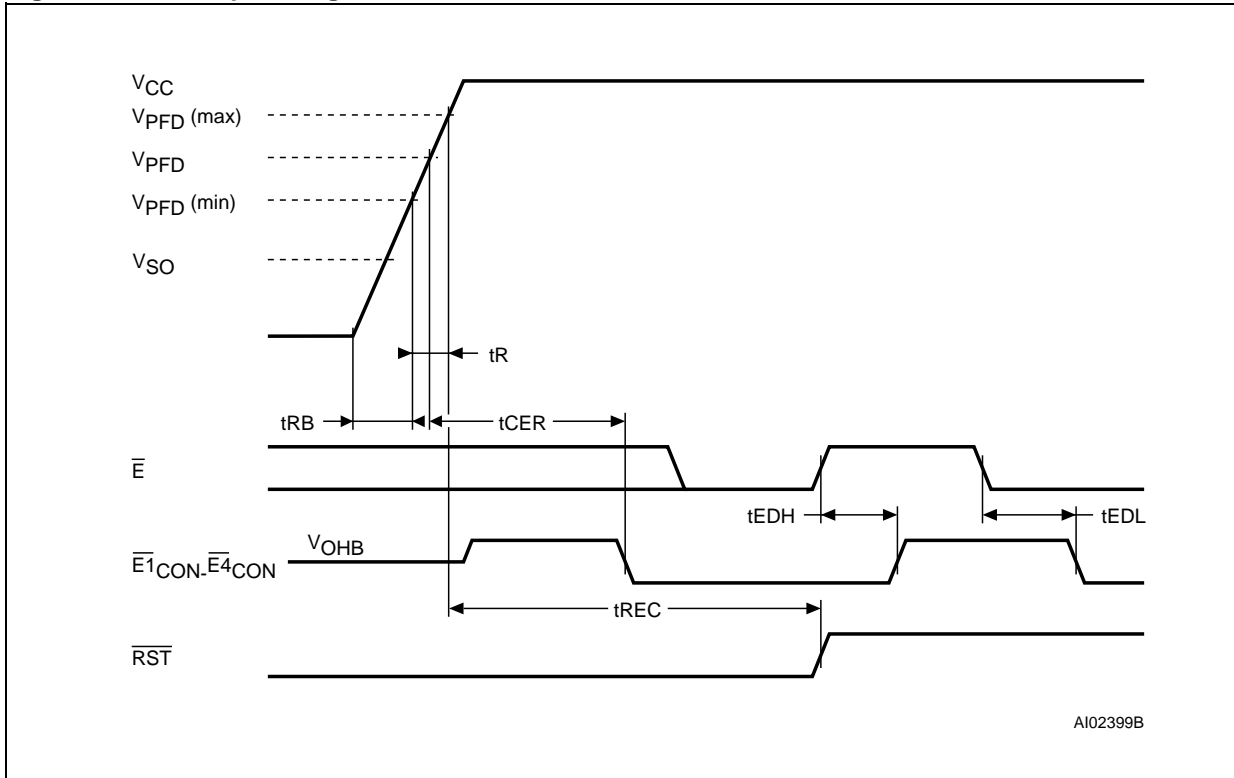 VCC
VPFD (max)
VPFD
VPFD (min)
VSO
tR
tRB
tCER
E
tEDH
tEDL
VOHB
E1CON-E4CON
tREC
RST
AI02399B